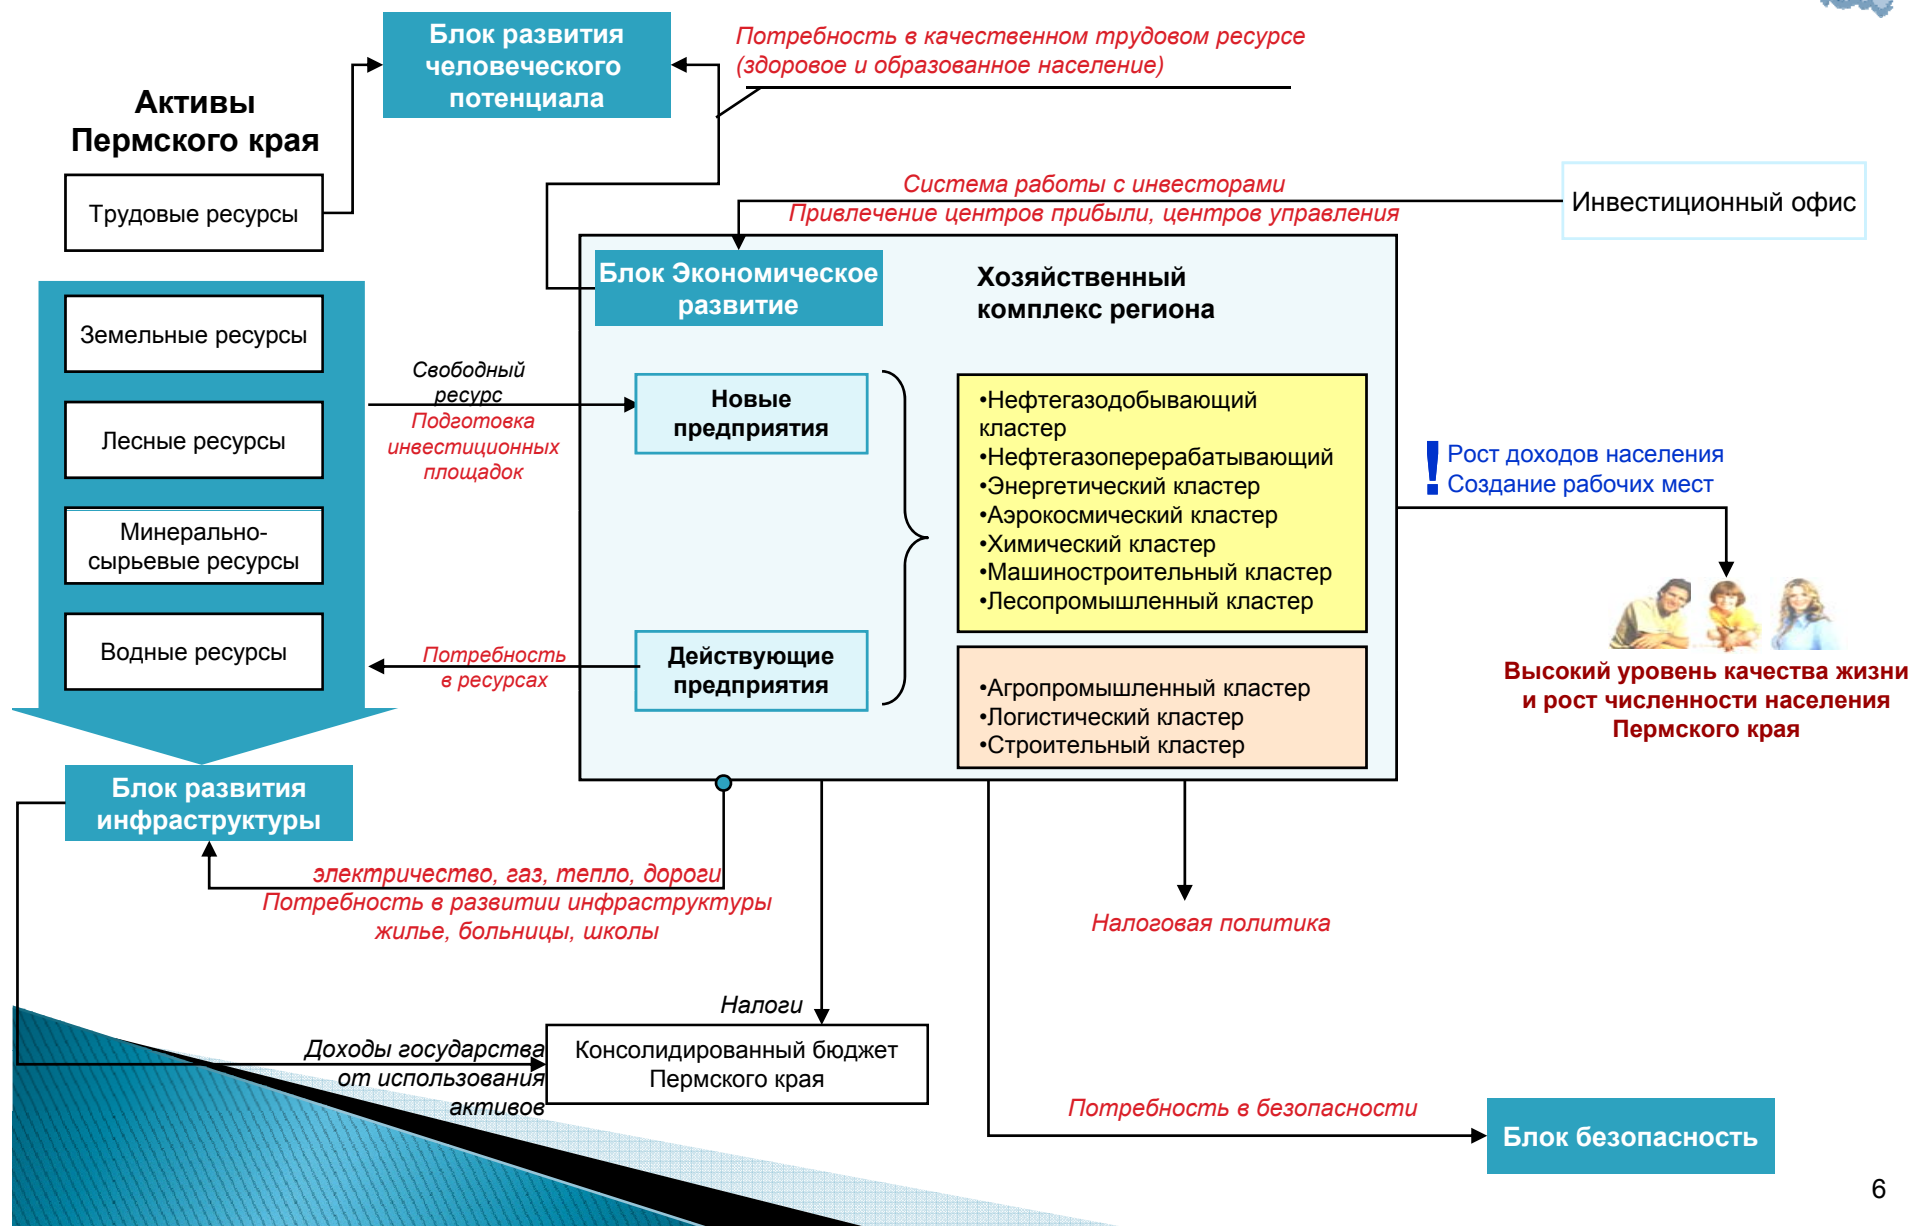 Блок развития
человеческого
потенциала
Потребность в качественном трудовом ресурсе
(здоровое и образованное население)
Активы
Пермского края
Трудовые ресурсы
Система работы с инвесторами
Привлечение центров прибыли, центров управления
Инвестиционный офис
Блок Экономическое
развитие
Хозяйственный
комплекс региона
Земельные ресурсы
Лесные ресурсы
Минерально-
сырьевые ресурсы
Водные ресурсы
Свободный
ресурс
Подготовка
инвестиционных
площадок
Новые
предприятия
•Нефтегазодобывающий
кластер
•Нефтегазоперерабатывающий
•Энергетический кластер
•Аэрокосмический кластер
•Химический кластер
•Машиностроительный кластер
•Лесопромышленный кластер
! Рост доходов населения
Создание рабочих мест
Потребность
в ресурсах
Действующие
предприятия
•Агропромышленный кластер
•Логистический кластер
•Строительный кластер
Высокий уровень качества жизни
и рост численности населения
Пермского края
Блок развития
инфраструктуры
электричество, газ, тепло, дороги
Потребность в развитии инфраструктуры
жилье, больницы, школы
Налоговая политика
Налоги
Доходы государства
от использования
активов
Консолидированный бюджет
Пермского края
Потребность в безопасности
Блок безопасность
6